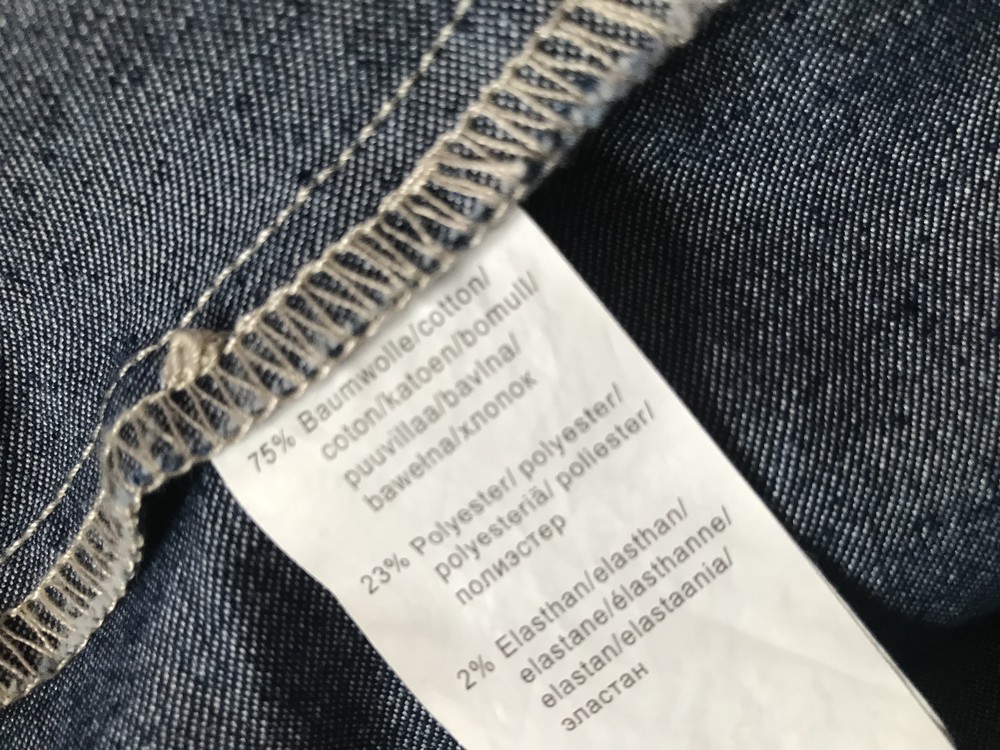 75% Baumwolle/cotton/
coton/katoen/bomull/
puuvillaa/bavlna/
bawełna/хлопок
23% Polyester/ polyester/
polyesteriä/ poliester/
полиэстер
2% Elasthan/elasthan/
elastane/élasthanne/
elastan/elastaania/
эластан